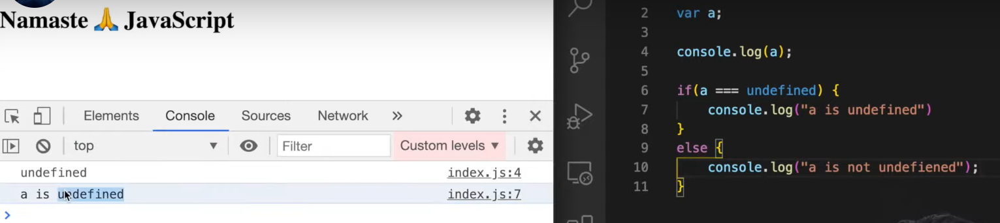 Namaste 🙏 JavaScript
Elements Console Sources Network
top Filter Custom levels
undefined index.js:4
a is undefined index.js:7
2 var a;
3
4 console.log(a);
5
6 if(a === undefined) {
7 console.log("a is undefined")
8 }
9 else {
10 console.log("a is not undefiened");
11 }